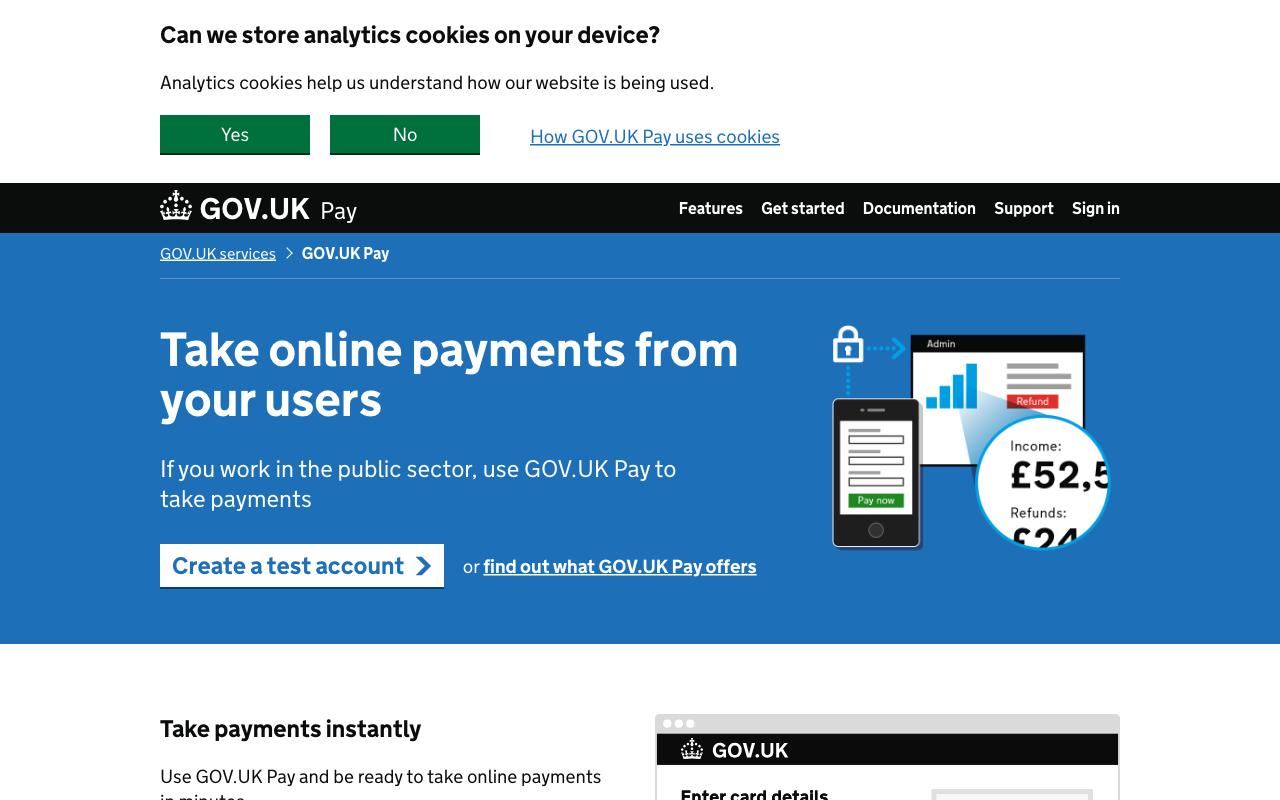 Can we store analytics cookies on your device?
Analytics cookies help us understand how our website is being used.
Yes
No
How GOV.UK Pay uses cookies
GOV.UK Pay
Features
Get started
Documentation
Support
Sign in
GOV.UK services
GOV.UK Pay
Take online payments from
your users
If you work in the public sector, use GOV.UK Pay to
take payments
Create a test account
or find out what GOV.UK Pay offers
Admin
Refund
Income:
£52,5
Refunds:
£24
Pay now
Take payments instantly
Use GOV.UK Pay and be ready to take online payments
in minutes
GOV.UK
Enter card details